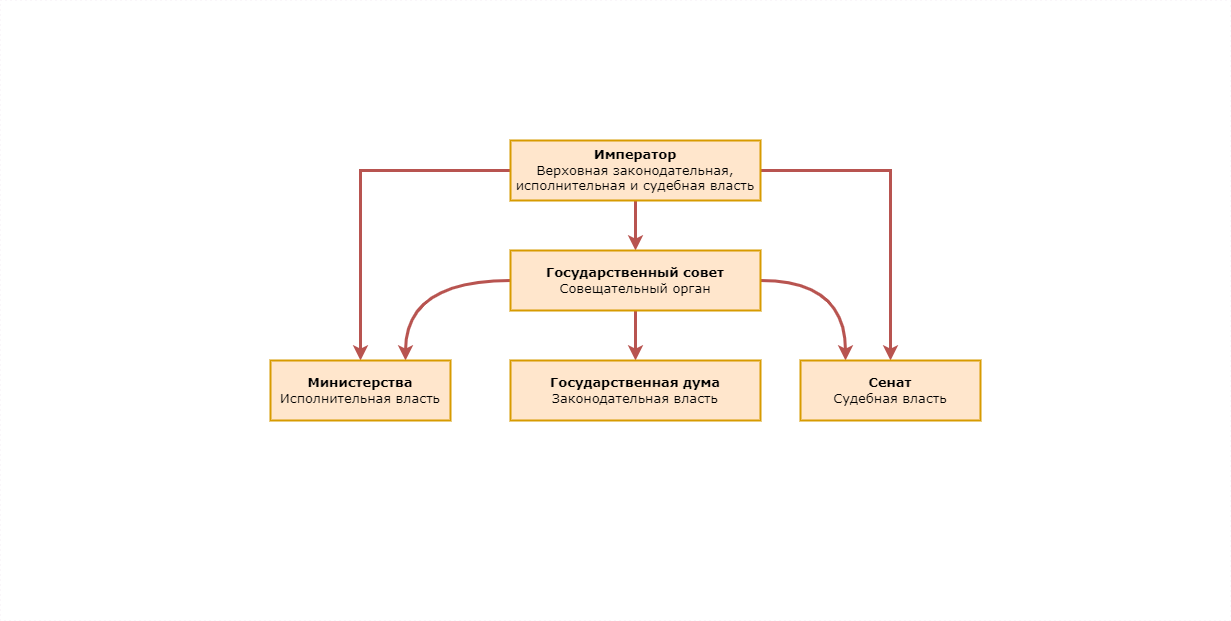 Император
Верховная законодательная,
исполнительная и судебная власть
Государственный совет
Совещательный орган
Министерства
Исполнительная власть
Государственная дума
Законодательная власть
Сенат
Судебная власть